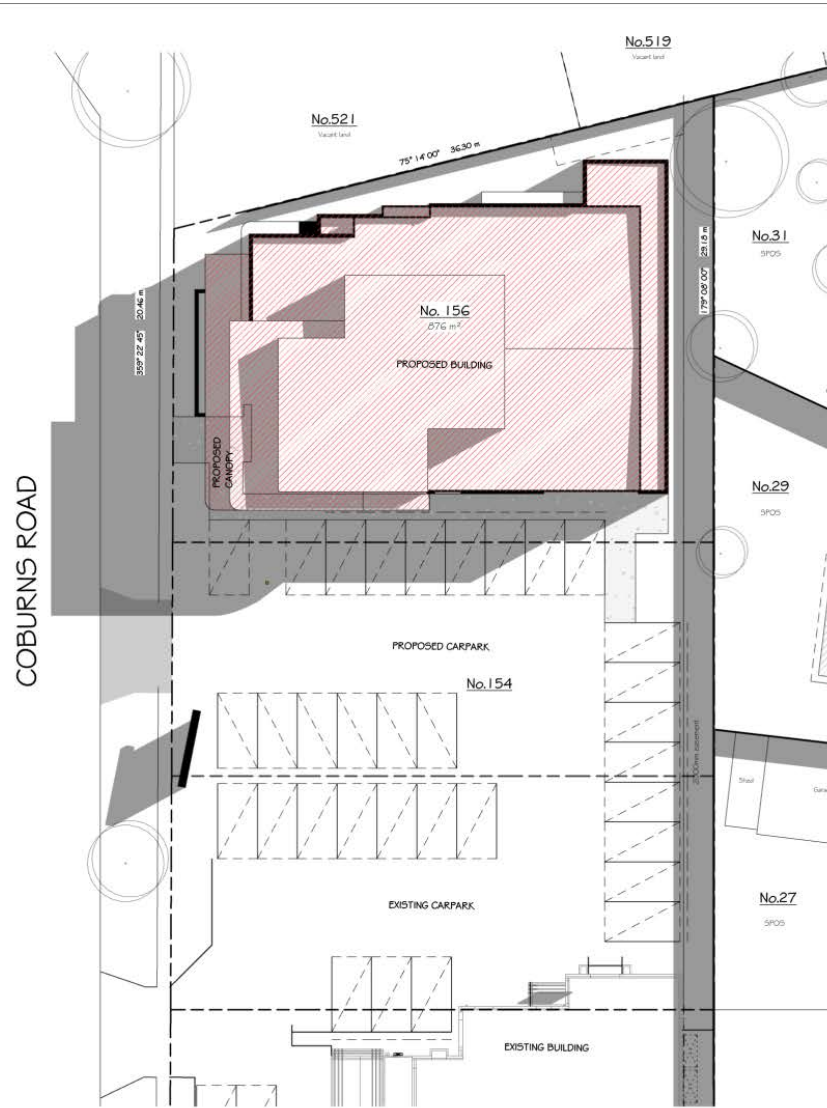 No.519
Vacant land
No.521
Vacant land
75° 14'00" 36.30 m
No.31
SPOS
179° 08' 00" 29.18 m
359° 22' 45" 20.46 m
No. 156
876 m²
PROPOSED BUILDING
PROPOSED
CANOPY
COBURNS ROAD
No.29
SPOS
PROPOSED CARPARK
No.154
Shed
No.27
SPOS
EXISTING CARPARK
EXISTING BUILDING